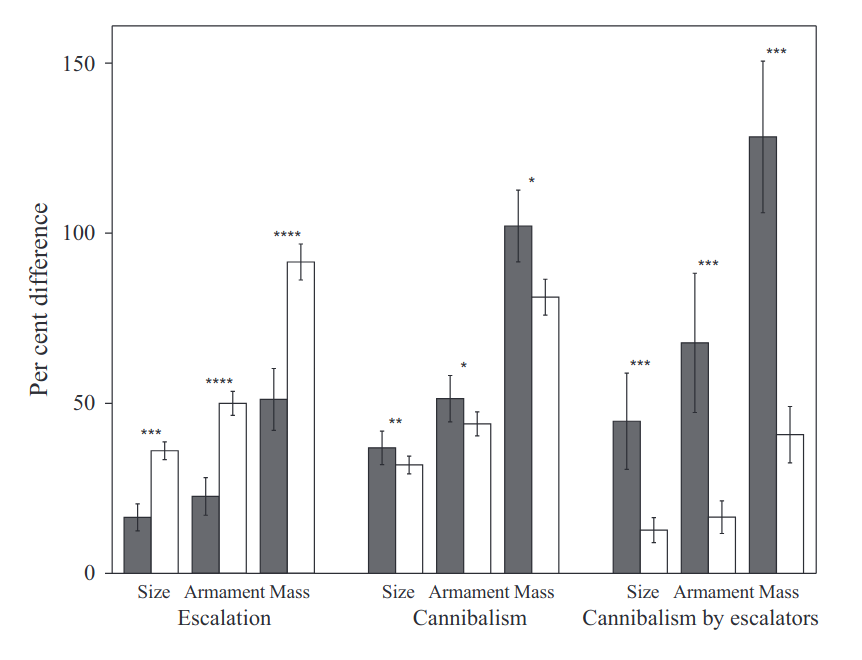 Per cent difference
150
100
50
0
***
****
****
**
*
*
***
***
***
Size Armament Mass
Size Armament Mass
Size Armament Mass
Escalation
Cannibalism
Cannibalism by escalators